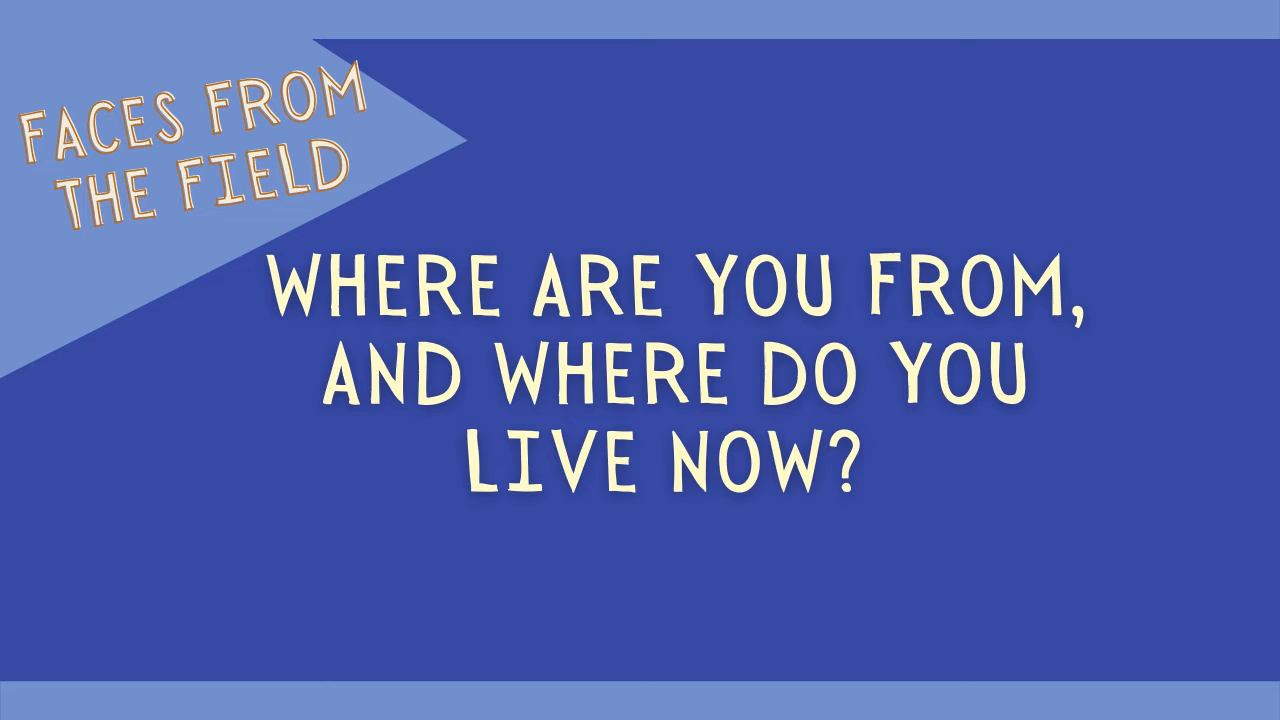 FACES FROM
THE FIELD
WHERE ARE YOU FROM,
AND WHERE DO YOU
LIVE NOW?